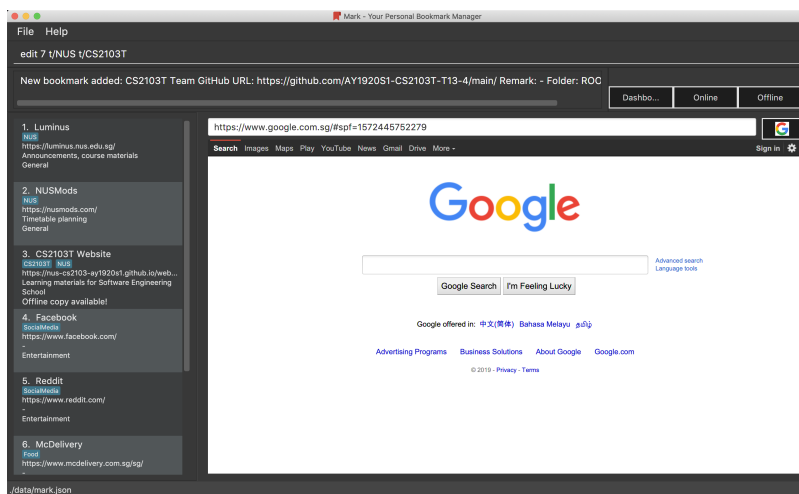 Mark - Your Personal Bookmark Manager
File Help
edit 7 t/NUS t/CS2103T
New bookmark added: CS2103T Team GitHub URL: https://github.com/AY1920S1-CS2103T-T13-4/main/ Remark: - Folder: ROO
Dashbo... Online Offline
1. Luminus
NUS
https://luminus.nus.edu.sg/
Announcements, course materials
General
2. NUSMods
NUS
https://nusmods.com/
Timetable planning
General
3. CS2103T Website
CS2103T NUS
https://nus-cs2103-ay1920s1.github.io/web...
Learning materials for Software Engineering
School
Offline copy available!
4. Facebook
SocialMedia
https://www.facebook.com/
-
Entertainment
5. Reddit
SocialMedia
https://www.reddit.com/
-
Entertainment
6. McDelivery
Food
https://www.mcdelivery.com.sg/sg/
-
https://www.google.com.sg/#spf=1572445752279
G
Search Images Maps Play YouTube News Gmail Drive More - Sign in
Google
Advanced search
Language tools
Google Search I'm Feeling Lucky
Google offered in: 中文(简体) Bahasa Melayu தமிழ்
Advertising Programs Business Solutions About Google Google.com
© 2019 - Privacy - Terms
./data/mark.json